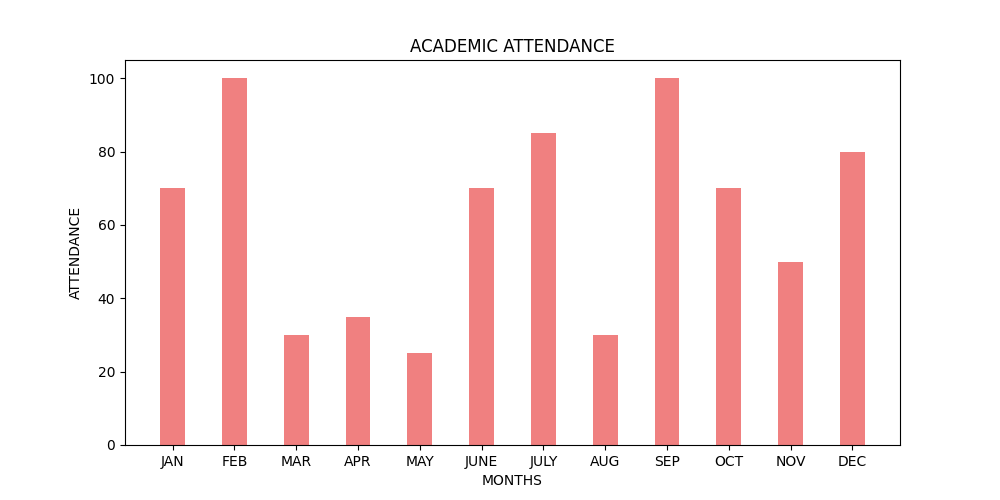 ACADEMIC ATTENDANCE
ATTENDANCE
100
80
60
40
20
0
JAN FEB MAR APR MAY JUNE JULY AUG SEP OCT NOV DEC
MONTHS